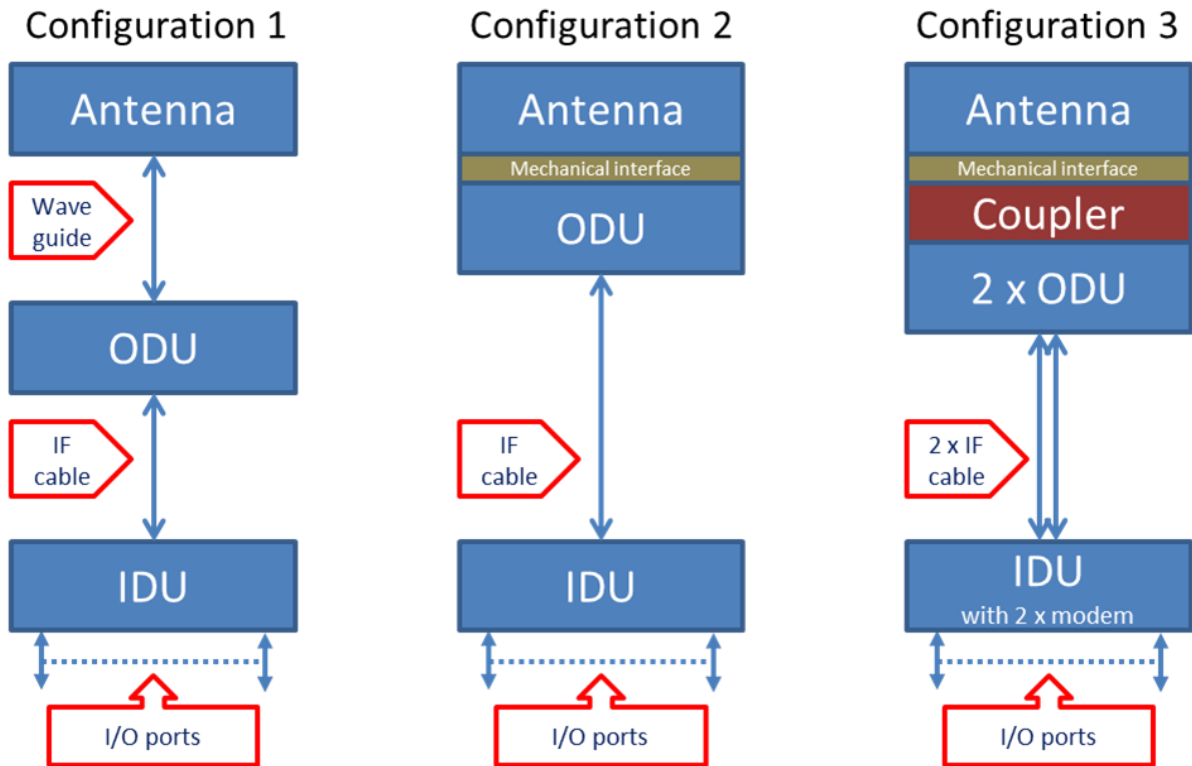 Configuration 1
Antenna
Wave
guide
ODU
IF
cable
IDU
I/O ports
Configuration 2
Antenna
Mechanical interface
ODU
IF
cable
IDU
I/O ports
Configuration 3
Antenna
Mechanical interface
Coupler
2 x ODU
2 x IF
cable
IDU
with 2 x modem
I/O ports